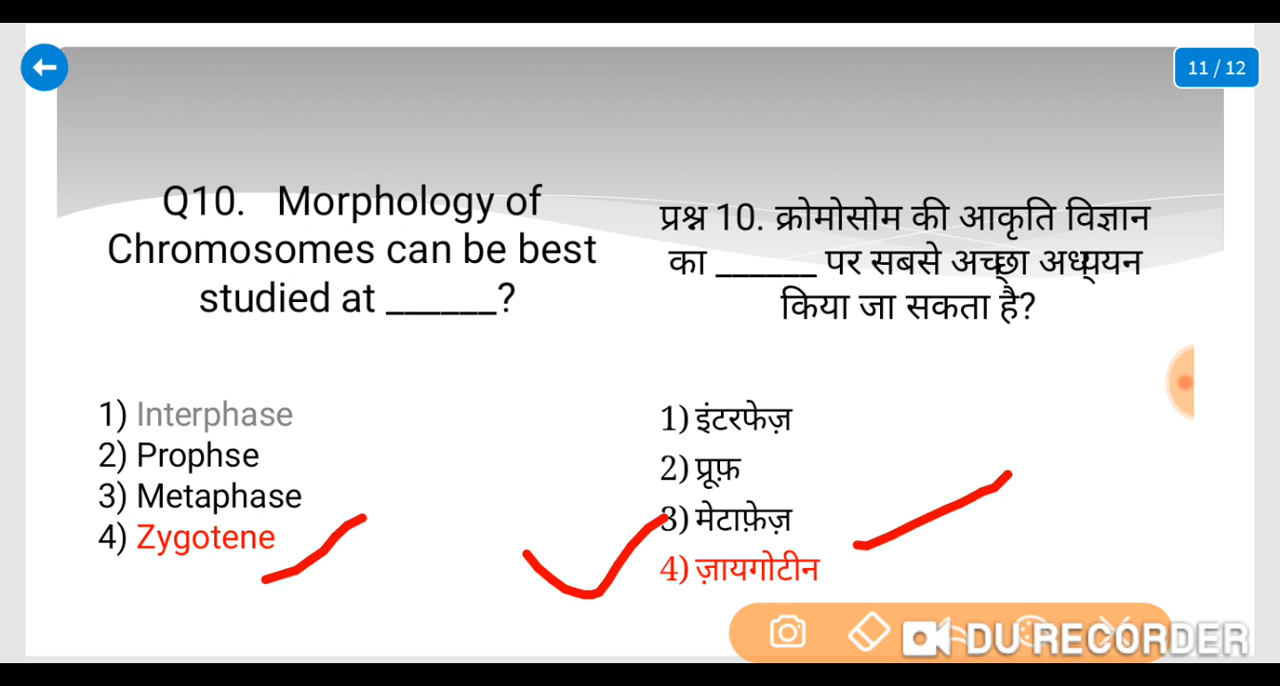 11 / 12
Q10. Morphology of
Chromosomes can be best
studied at ______?
1) Interphase
2) Prophse
3) Metaphase
4) Zygotene
प्रश्न 10. क्रोमोसोम की आकृति विज्ञान
का ______ पर सबसे अच्छा अध्ययन
किया जा सकता है?
1) इंटरफेज़
2) प्रूफ़
3) मेटाफ़ेज़
4) ज़ायगोटीन
DU RECORDER